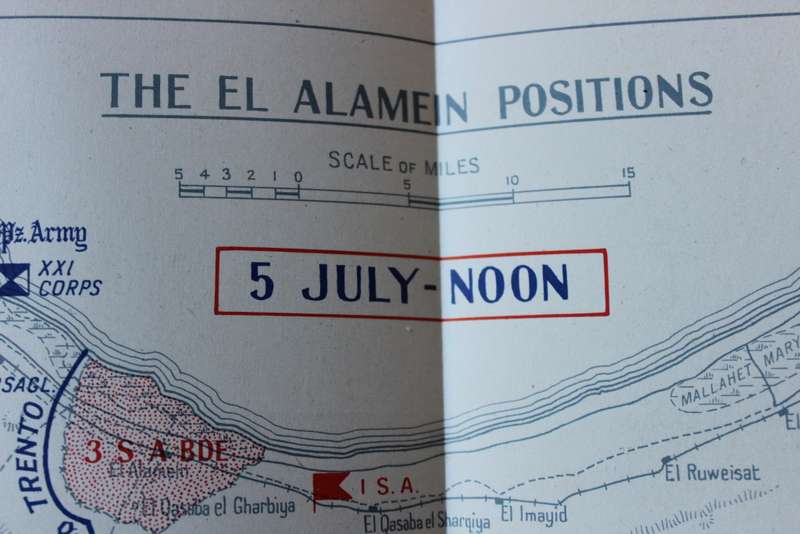 THE EL ALAMEIN POSITIONS
SCALE OF MILES
5 4 3 2 1 0 5 10 15
Pz.Army
XXI
CORPS
5 JULY-NOON
MALLAHET MARY
SAGL.
TRENTO
3 S A BDE
El Alamein
I S.A.
El Ruweisat
El
El Qasaba el Gharbiya
El Qasaba el Sharqiya
El Imayid